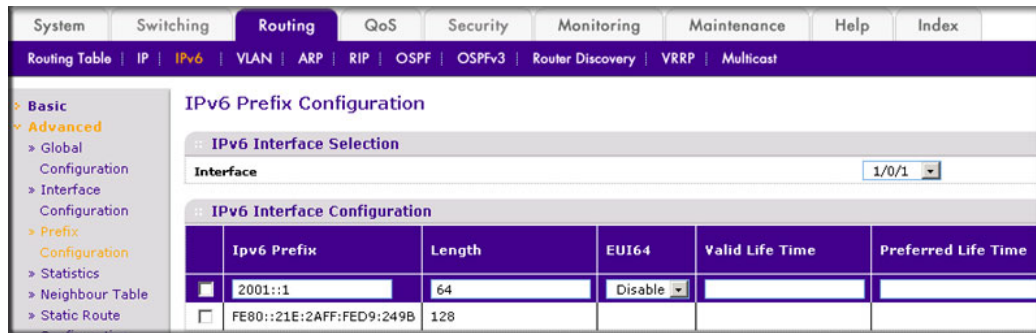 System Switching Routing QoS Security Monitoring Maintenance Help Index
Routing Table | IP | IPv6 | VLAN | ARP | RIP | OSPF | OSPFv3 | Router Discovery | VRRP | Multicast
Basic
Advanced
» Global
Configuration
» Interface
Configuration
» Prefix
Configuration
» Statistics
» Neighbour Table
» Static Route
IPv6 Prefix Configuration
IPv6 Interface Selection
Interface 1/0/1
IPv6 Interface Configuration
Ipv6 Prefix Length EUI64 Valid Life Time Preferred Life Time
2001::1 64 Disable
FE80::21E:2AFF:FED9:249B 128